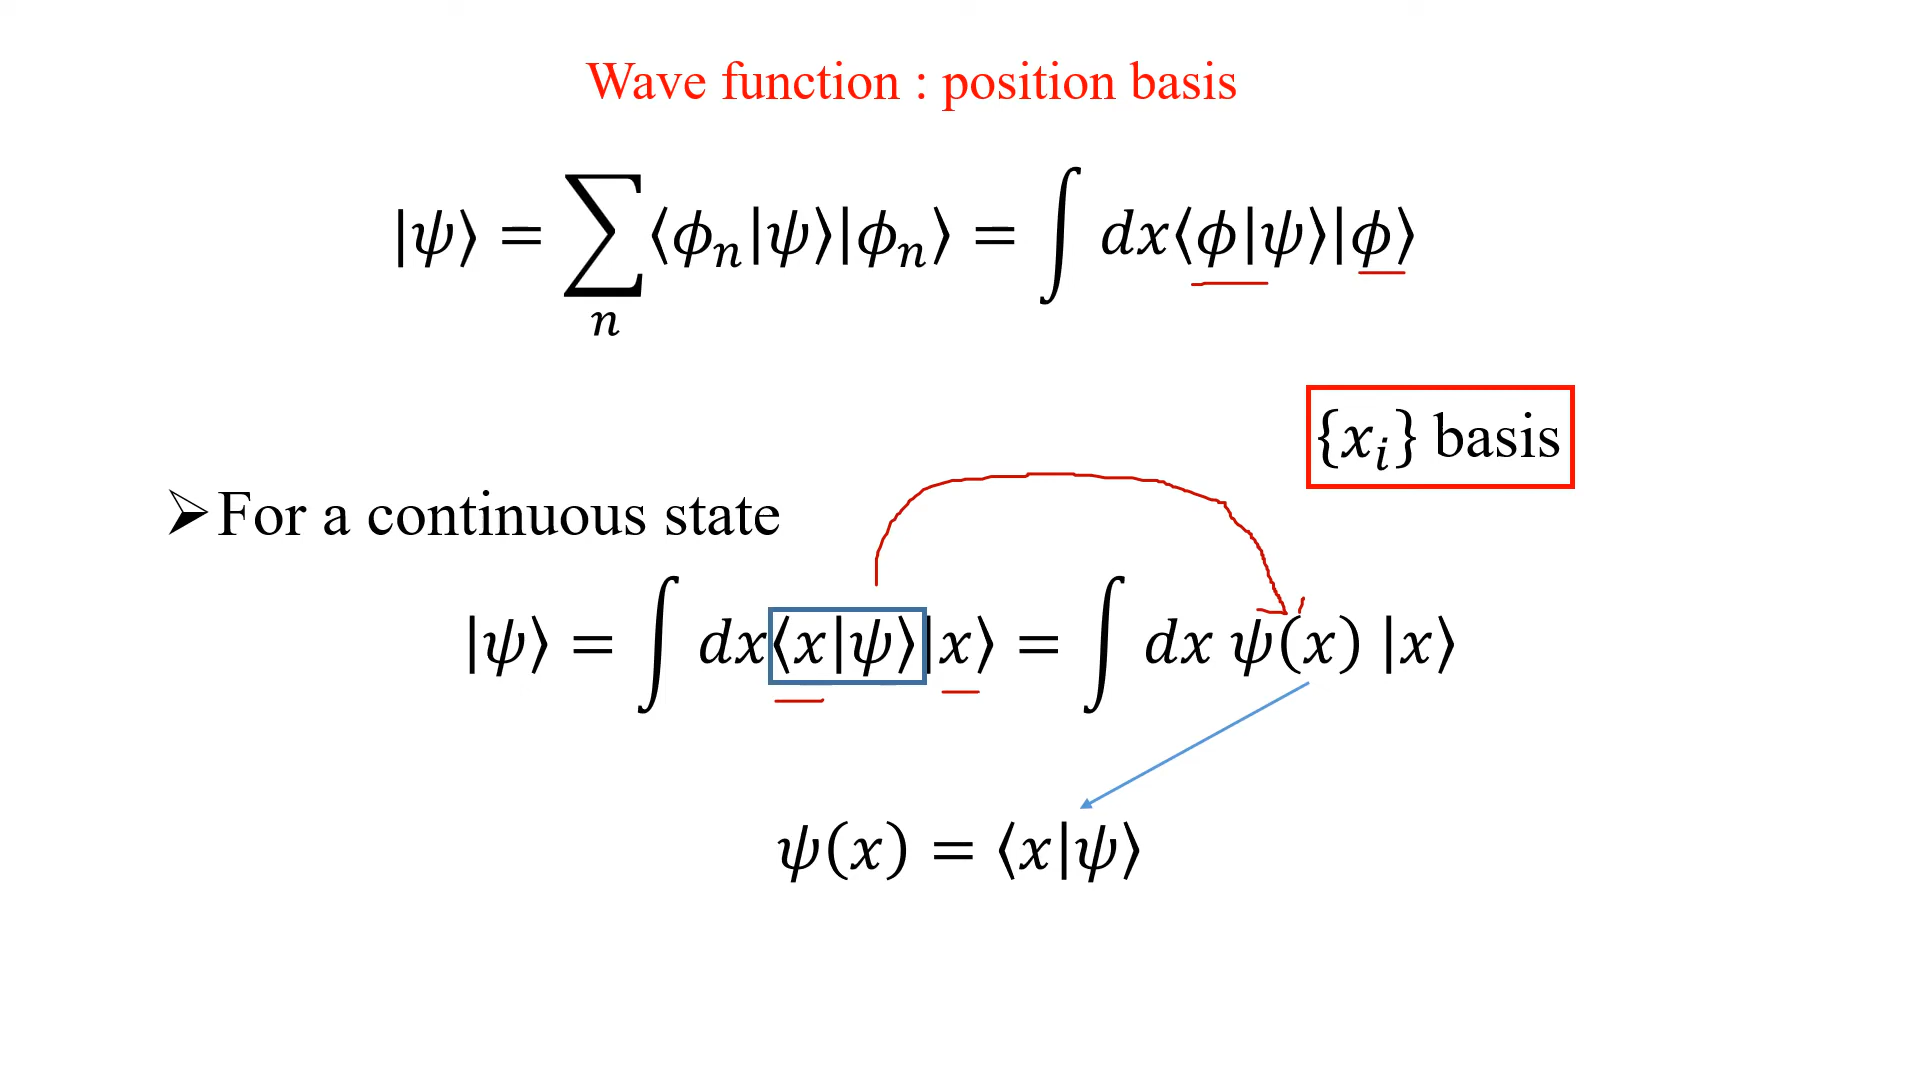 Wave function : position basis
|ψ⟩ = ∑ₙ ⟨ϕₙ|ψ⟩|ϕₙ⟩ = ∫ dx⟨ϕ|ψ⟩|ϕ⟩
{xᵢ} basis
➢For a continuous state
|ψ⟩ = ∫ dx⟨x|ψ⟩|x⟩ = ∫ dx ψ(x) |x⟩
ψ(x) = ⟨x|ψ⟩